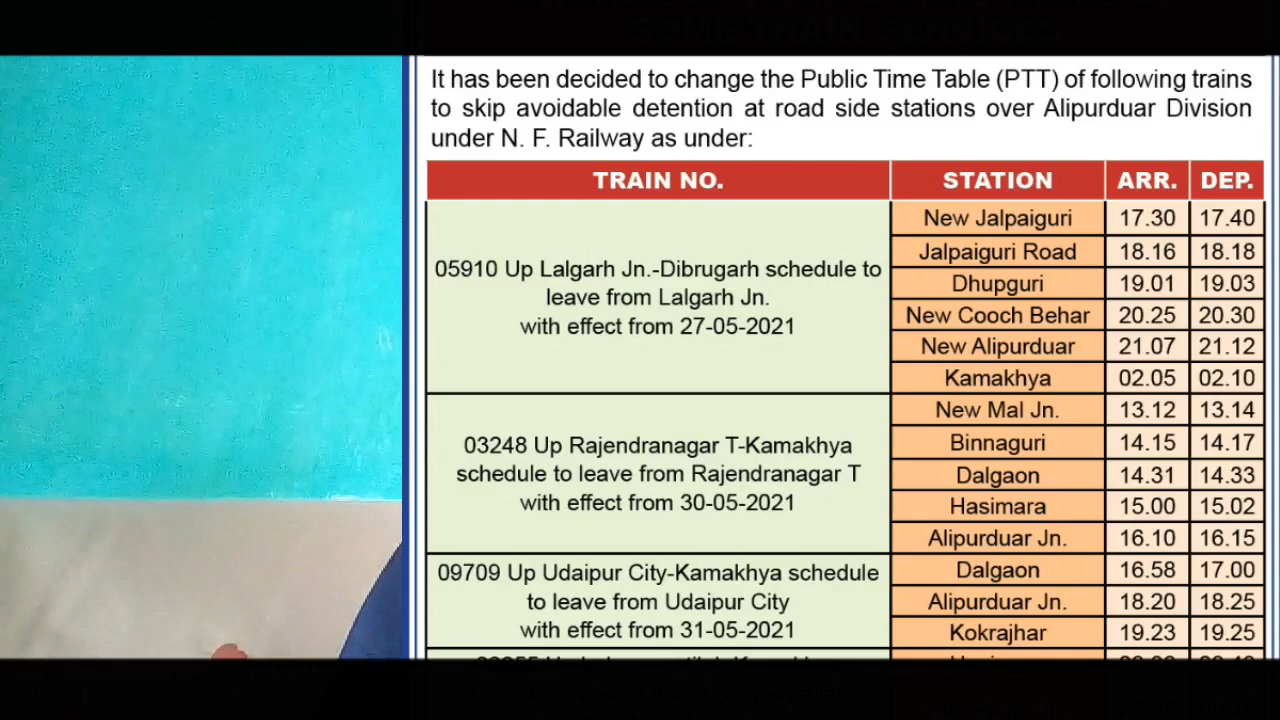 SOME TRAIN SERVICES
It has been decided to change the Public Time Table (PTT) of following trains
to skip avoidable detention at road side stations over Alipurduar Division
under N. F. Railway as under:
TRAIN NO. STATION ARR. DEP.
05910 Up Lalgarh Jn.-Dibrugarh schedule to
leave from Lalgarh Jn.
with effect from 27-05-2021
New Jalpaiguri 17.30 17.40
Jalpaiguri Road 18.16 18.18
Dhupguri 19.01 19.03
New Cooch Behar 20.25 20.30
New Alipurduar 21.07 21.12
Kamakhya 02.05 02.10
03248 Up Rajendranagar T-Kamakhya
schedule to leave from Rajendranagar T
with effect from 30-05-2021
New Mal Jn. 13.12 13.14
Binnaguri 14.15 14.17
Dalgaon 14.31 14.33
Hasimara 15.00 15.02
Alipurduar Jn. 16.10 16.15
09709 Up Udaipur City-Kamakhya schedule
to leave from Udaipur City
with effect from 31-05-2021
Dalgaon 16.58 17.00
Alipurduar Jn. 18.20 18.25
Kokrajhar 19.23 19.25